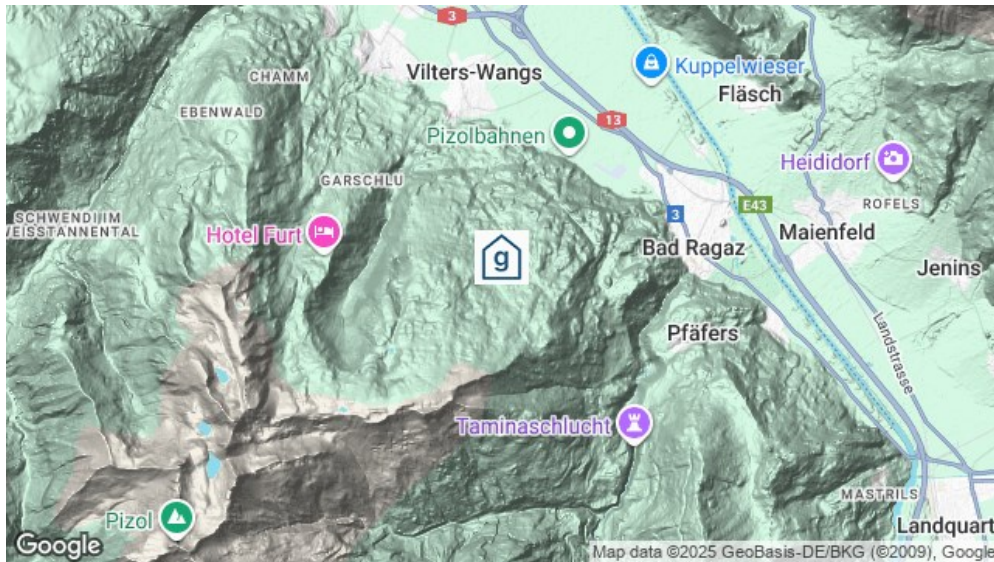 3
CHAMM
Vilters-Wangs
Kuppelwieser
Fläsch
EBENWALD
13
Pizolbahnen
Heididorf
GARSCHLU
ROFELS
SCHWENDI IM
WEISSTANNENTAL
Hotel Furt
3
E43
Maienfeld
g
Bad Ragaz
Jenins
Pfäfers
Landstrasse
Taminaschlucht
MASTRILS
Pizol
Landquart
Google
Map data ©2025 GeoBasis-DE/BKG (©2009), Google